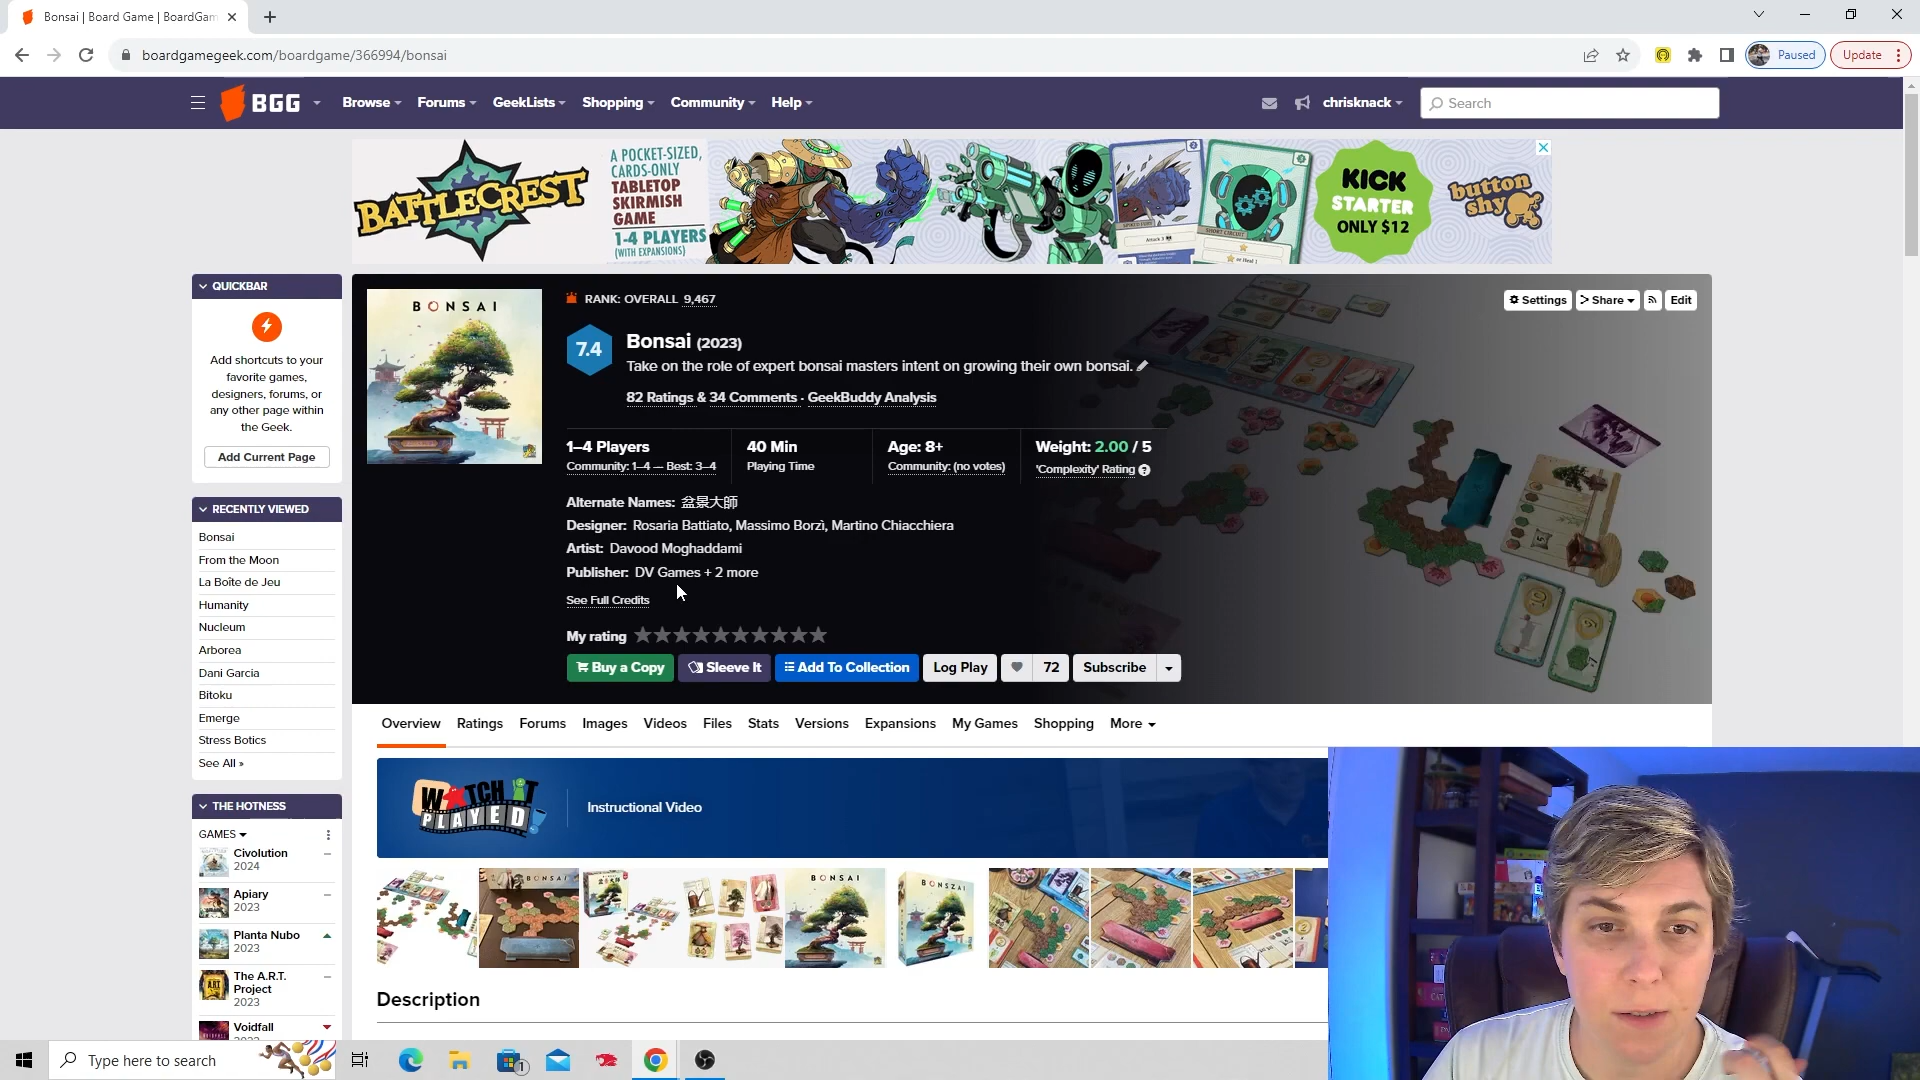 Bonsai | Board Game | BoardGam
boardgamegeek.com/boardgame/366994/bonsai
Paused
Update
BGG
Browse
Forums
GeekLists
Shopping
Community
Help
chrisknack
Search
BATTLECREST
A POCKET-SIZED,
CARDS-ONLY
TABLETOP
SKIRMISH
GAME
1-4 PLAYERS
(WITH EXPANSIONS)
KICK
STARTER
ONLY $12
button
shy
QUICKBAR
Add shortcuts to your
favorite games,
designers, forums, or
any other page within
the Geek.
Add Current Page
RECENTLY VIEWED
Bonsai
From the Moon
La Boîte de Jeu
Humanity
Nucleum
Arborea
Dani Garcia
Bitoku
Emerge
Stress Botics
See All »
THE HOTNESS
GAMES
Civolution
2024
Apiary
2023
Planta Nubo
2023
The A.R.T.
Project
2023
Voidfall
BONSAI
RANK: OVERALL 9,467
Settings
Share
Edit
7.4
Bonsai (2023)
Take on the role of expert bonsai masters intent on growing their own bonsai.
82 Ratings & 34 Comments · GeekBuddy Analysis
1–4 Players
Community: 1–4 — Best: 3–4
40 Min
Playing Time
Age: 8+
Community: (no votes)
Weight: 2.00 / 5
'Complexity' Rating
Alternate Names: 盆景大師
Designer: Rosaria Battiato, Massimo Borzì, Martino Chiacchiera
Artist: Davood Moghaddami
Publisher: DV Games + 2 more
See Full Credits
My rating
Buy a Copy
Sleeve It
Add To Collection
Log Play
72
Subscribe
Overview
Ratings
Forums
Images
Videos
Files
Stats
Versions
Expansions
My Games
Shopping
More
WATCH IT
PLAYED
Instructional Video
BONSAI
BONSZAI
Description
Type here to search
1